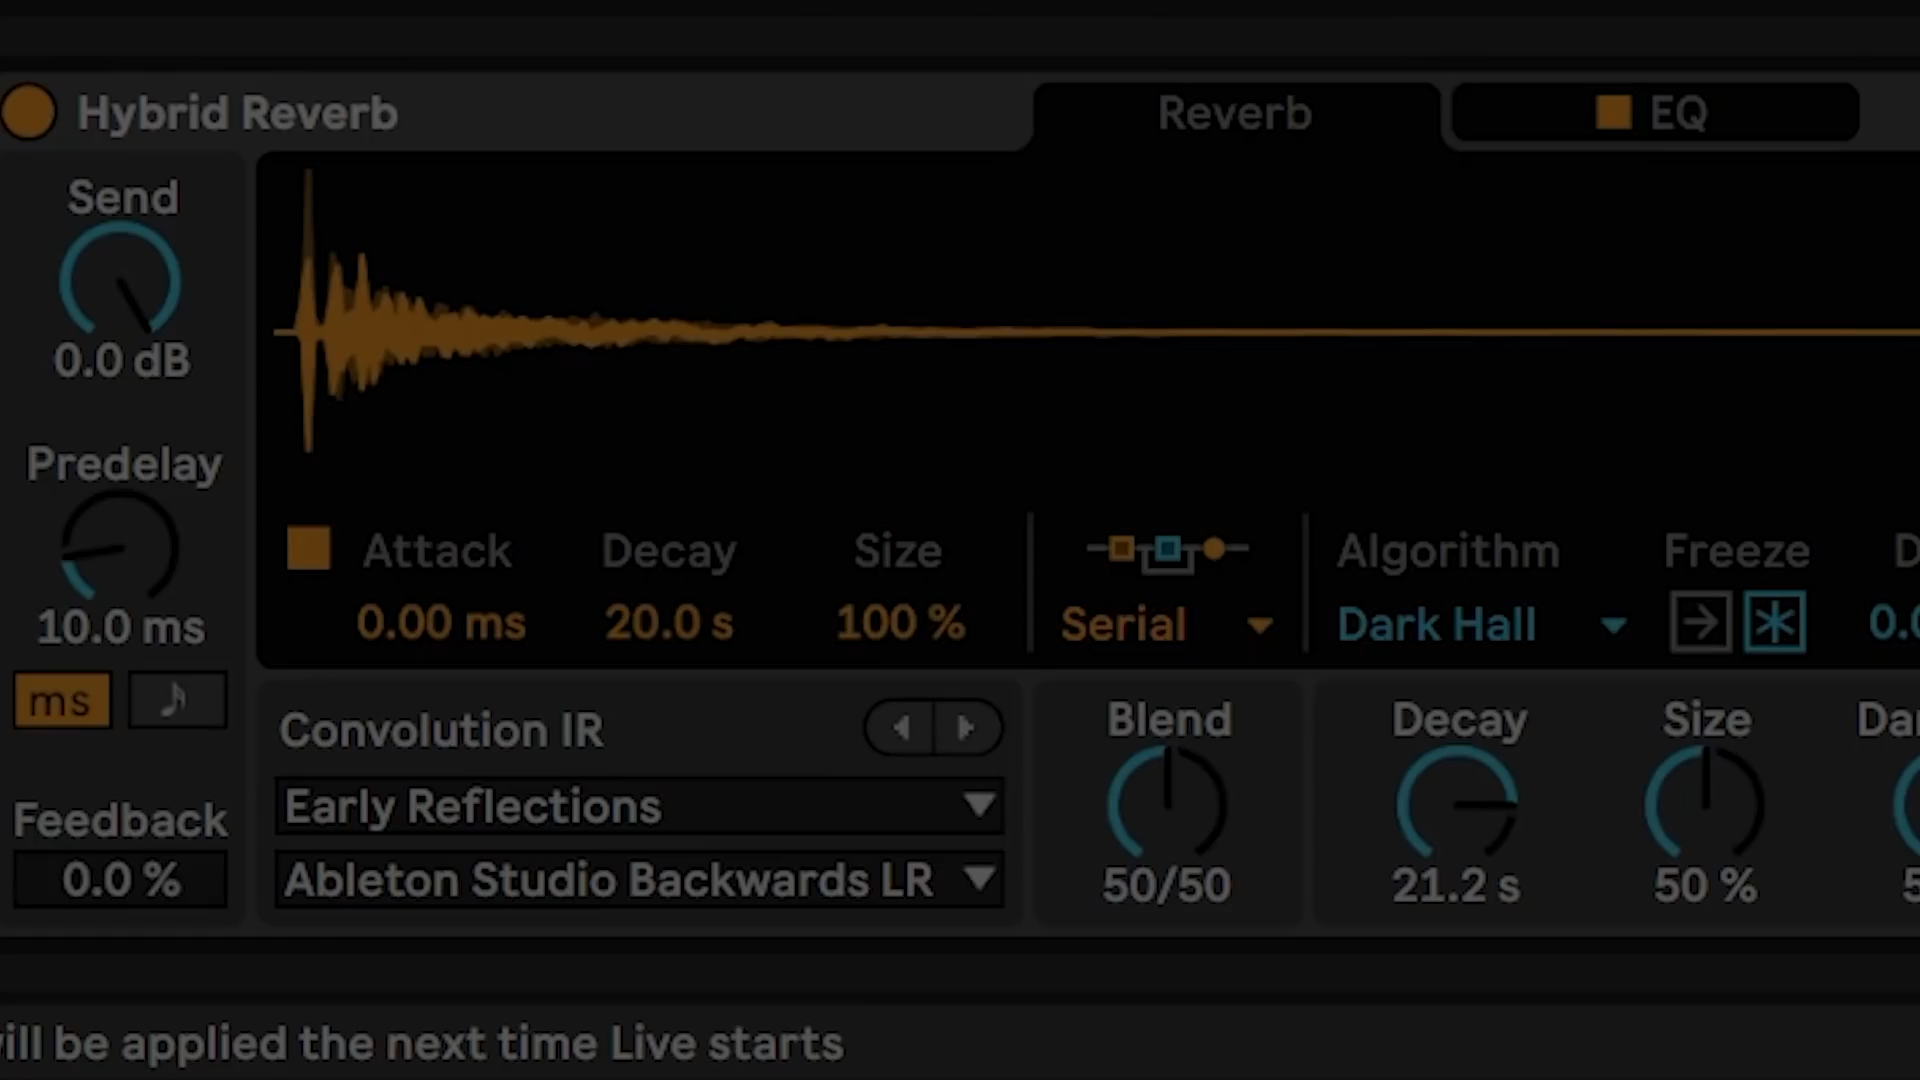 Hybrid Reverb
Reverb
EQ
Send
0.0 dB
Predelay
10.0 ms
ms
Feedback
0.0 %
Attack
Decay
Size
0.00 ms
20.0 s
100 %
Serial
Algorithm
Freeze
Dark Hall
Convolution IR
Early Reflections
Ableton Studio Backwards LR
Blend
50/50
Decay
21.2 s
Size
50 %
will be applied the next time Live starts